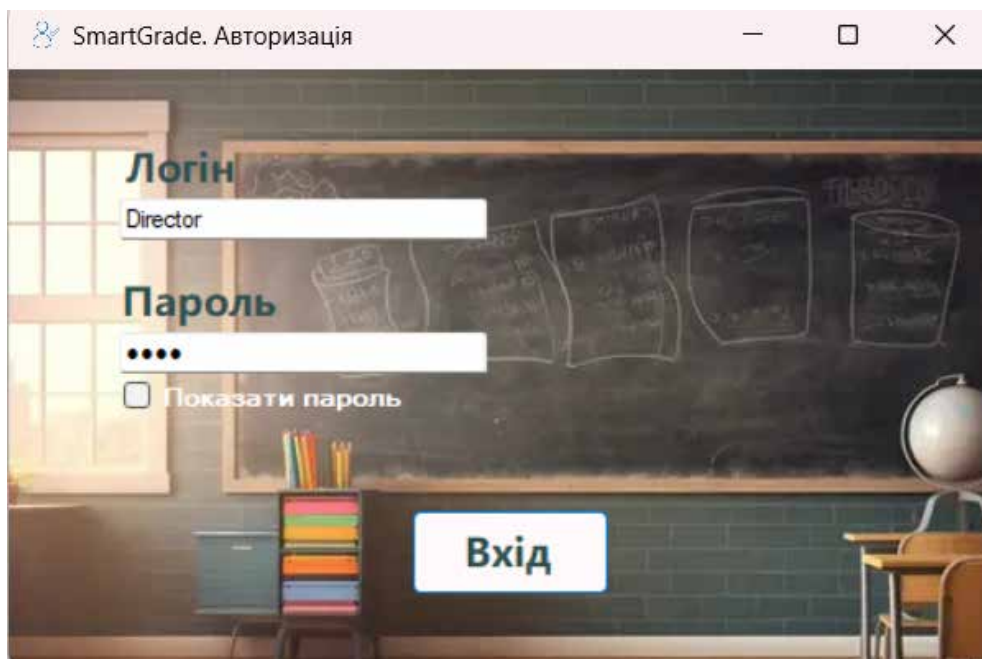 SmartGrade. Авторизація
Логін
Director
Пароль
••••
Показати пароль
Вхід